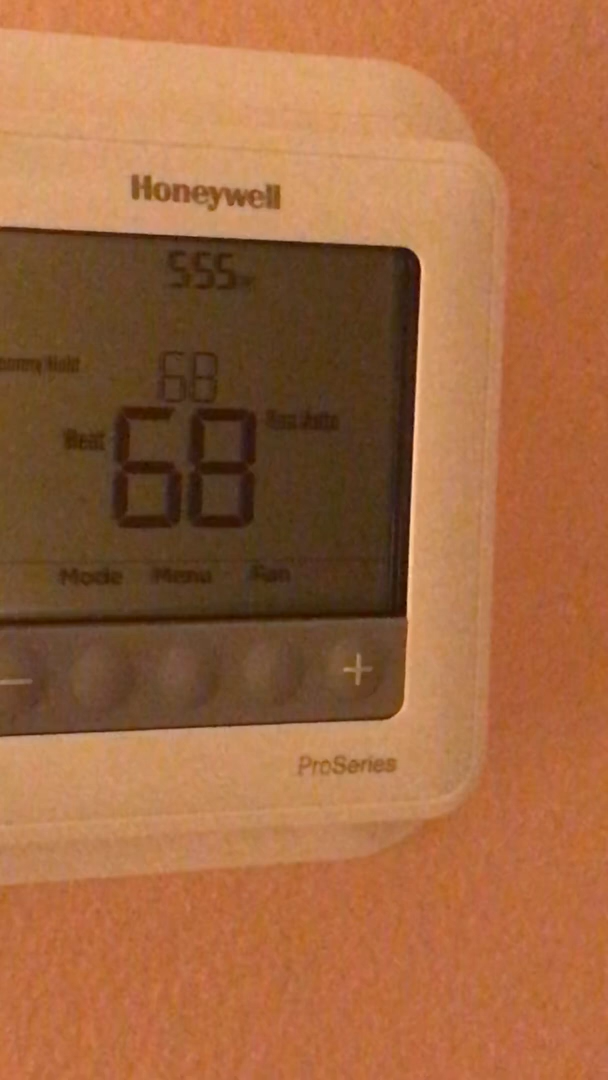 Honeywell
555
68
Hold
Heat 68 Fan Auto
Mode Menu Fan
− +
ProSeries